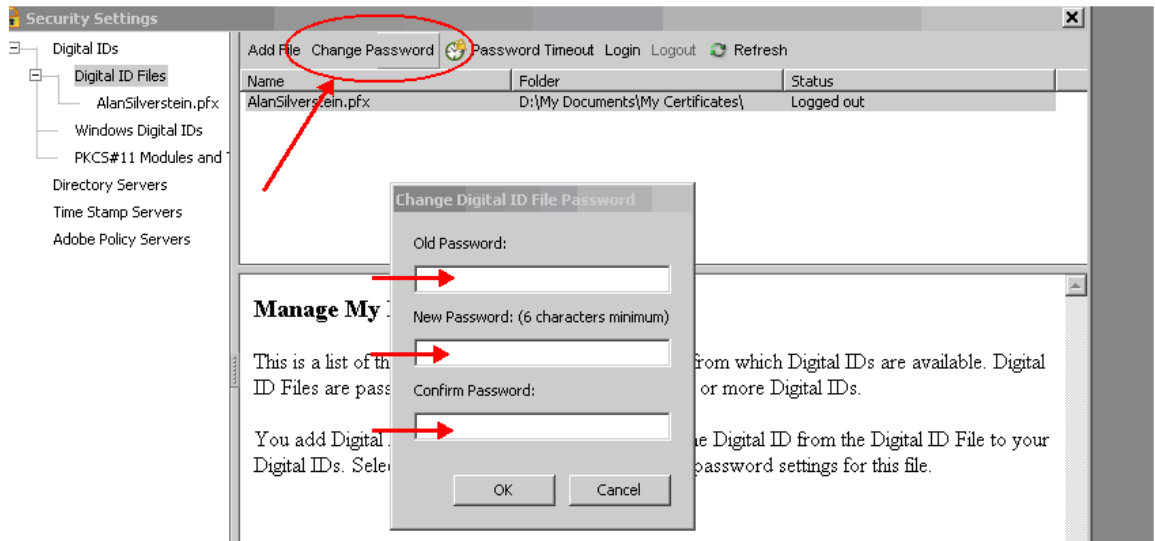 Security Settings
Digital IDs
Digital ID Files
AlanSilverstein.pfx
Windows Digital IDs
PKCS#11 Modules and
Directory Servers
Time Stamp Servers
Adobe Policy Servers
Add File Change Password Password Timeout Login Logout Refresh
Name Folder Status
AlanSilverstein.pfx D:\My Documents\My Certificates\ Logged out
Change Digital ID File Password
Old Password:
New Password: (6 characters minimum)
Confirm Password:
OK Cancel
Manage My
This is a list of from which Digital IDs are available. Digital
ID Files are or more Digital IDs.
You add Digital Digital ID from the Digital ID File to your
Digital IDs. password settings for this file.